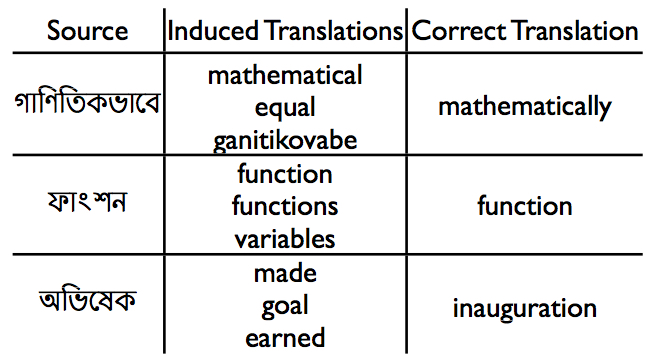 Source Induced Translations Correct Translation
গাণিতিকভাবে mathematical equal ganitikovabe mathematically
ফাংশন function functions variables function
অভিষেক made goal earned inauguration